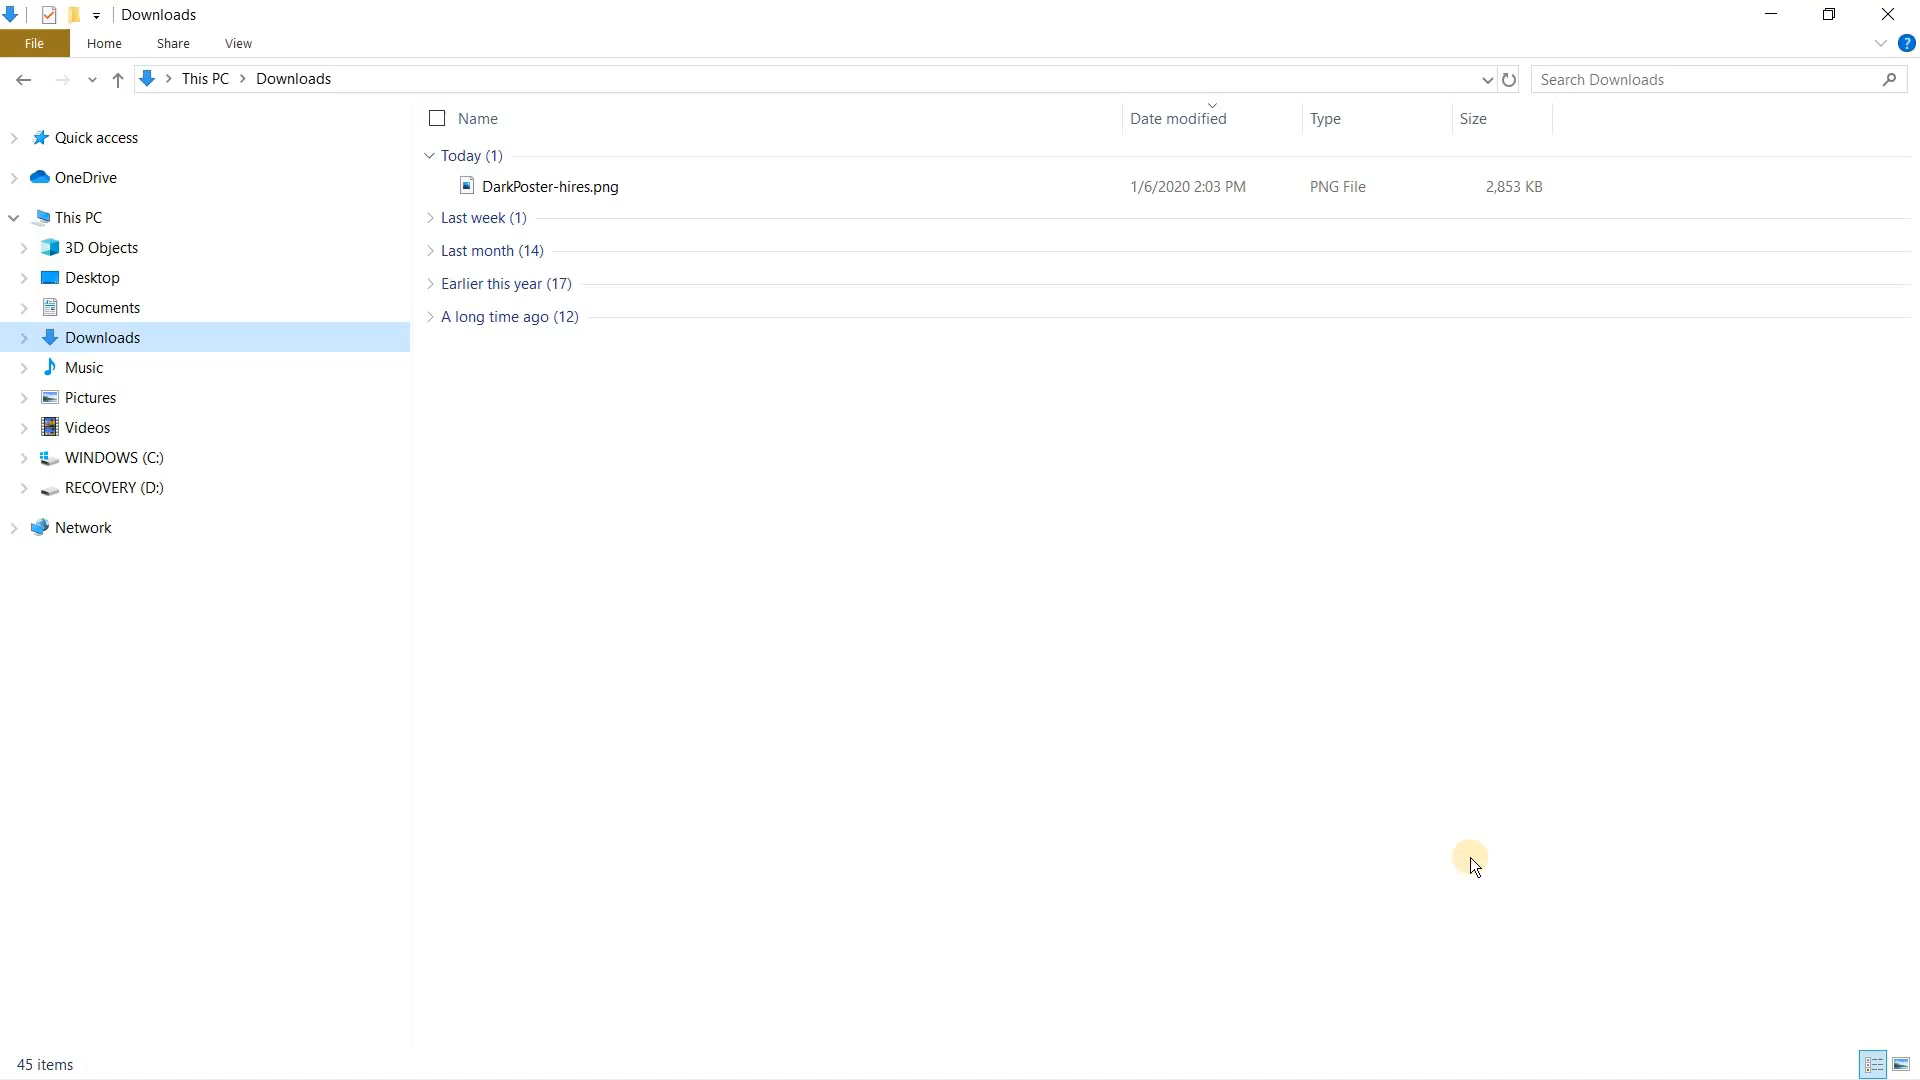 Downloads
File Home Share View
This PC Downloads
Search Downloads
Name Date modified Type Size
Quick access
OneDrive
This PC
3D Objects
Desktop
Documents
Downloads
Music
Pictures
Videos
WINDOWS (C:)
RECOVERY (D:)
Network
Today (1)
DarkPoster-hires.png 1/6/2020 2:03 PM PNG File 2,853 KB
Last week (1)
Last month (14)
Earlier this year (17)
A long time ago (12)
45 items